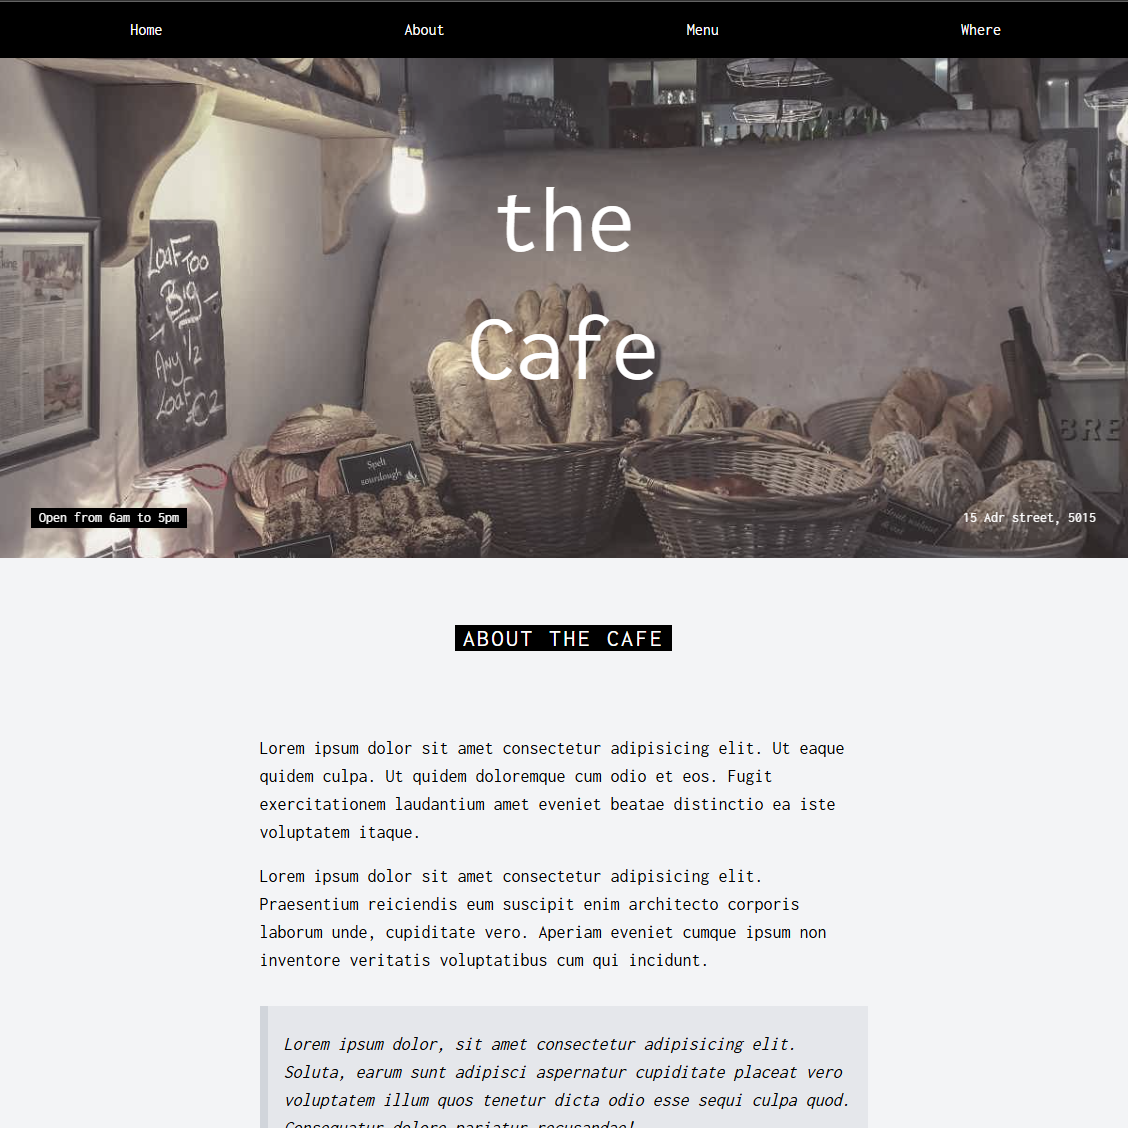 Home About Menu Where
the
Cafe
LOAF TOO
BIG
ANY 1/2
LOAF £2
Spelt
sourdough
BRE
Open from 6am to 5pm
15 Adr street, 5015
ABOUT THE CAFE
Lorem ipsum dolor sit amet consectetur adipisicing elit. Ut eaque
quidem culpa. Ut quidem doloremque cum odio et eos. Fugit
exercitationem laudantium amet eveniet beatae distinctio ea iste
voluptatem itaque.
Lorem ipsum dolor sit amet consectetur adipisicing elit.
Praesentium reiciendis eum suscipit enim architecto corporis
laborum unde, cupiditate vero. Aperiam eveniet cumque ipsum non
inventore veritatis voluptatibus cum qui incidunt.
Lorem ipsum dolor, sit amet consectetur adipisicing elit.
Soluta, earum sunt adipisci aspernatur cupiditate placeat vero
voluptatem illum quos tenetur dicta odio esse sequi culpa quod.
Consequatur dolore pariatur recusandae!